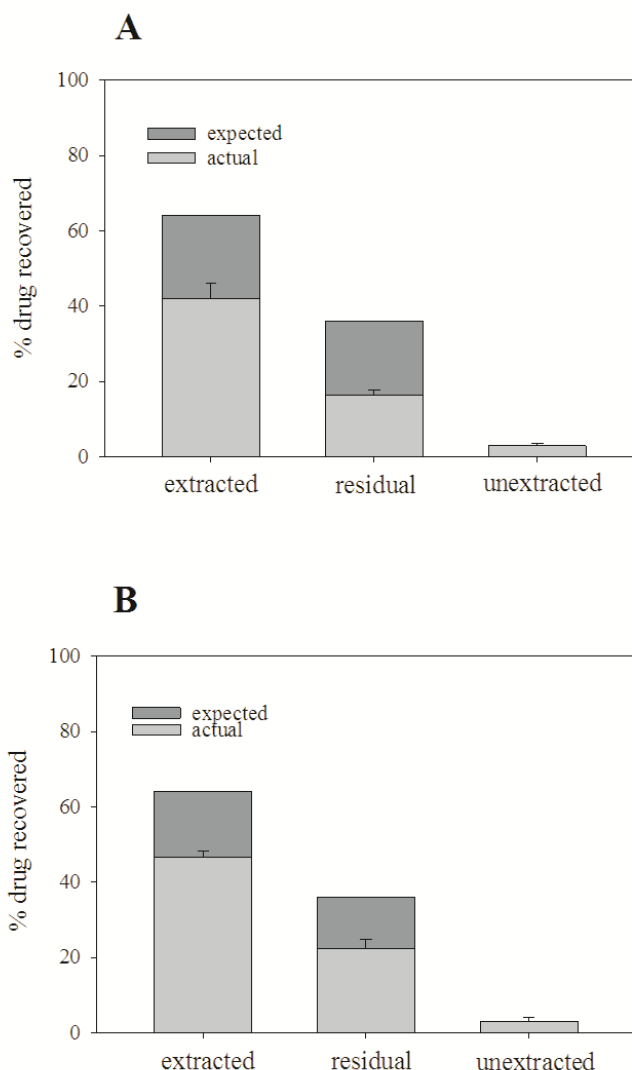 A
100
80
60
40
20
0
% drug recovered
expected
actual
extracted residual unextracted
B
100
80
60
40
20
0
% drug recovered
expected
actual
extracted residual unextracted